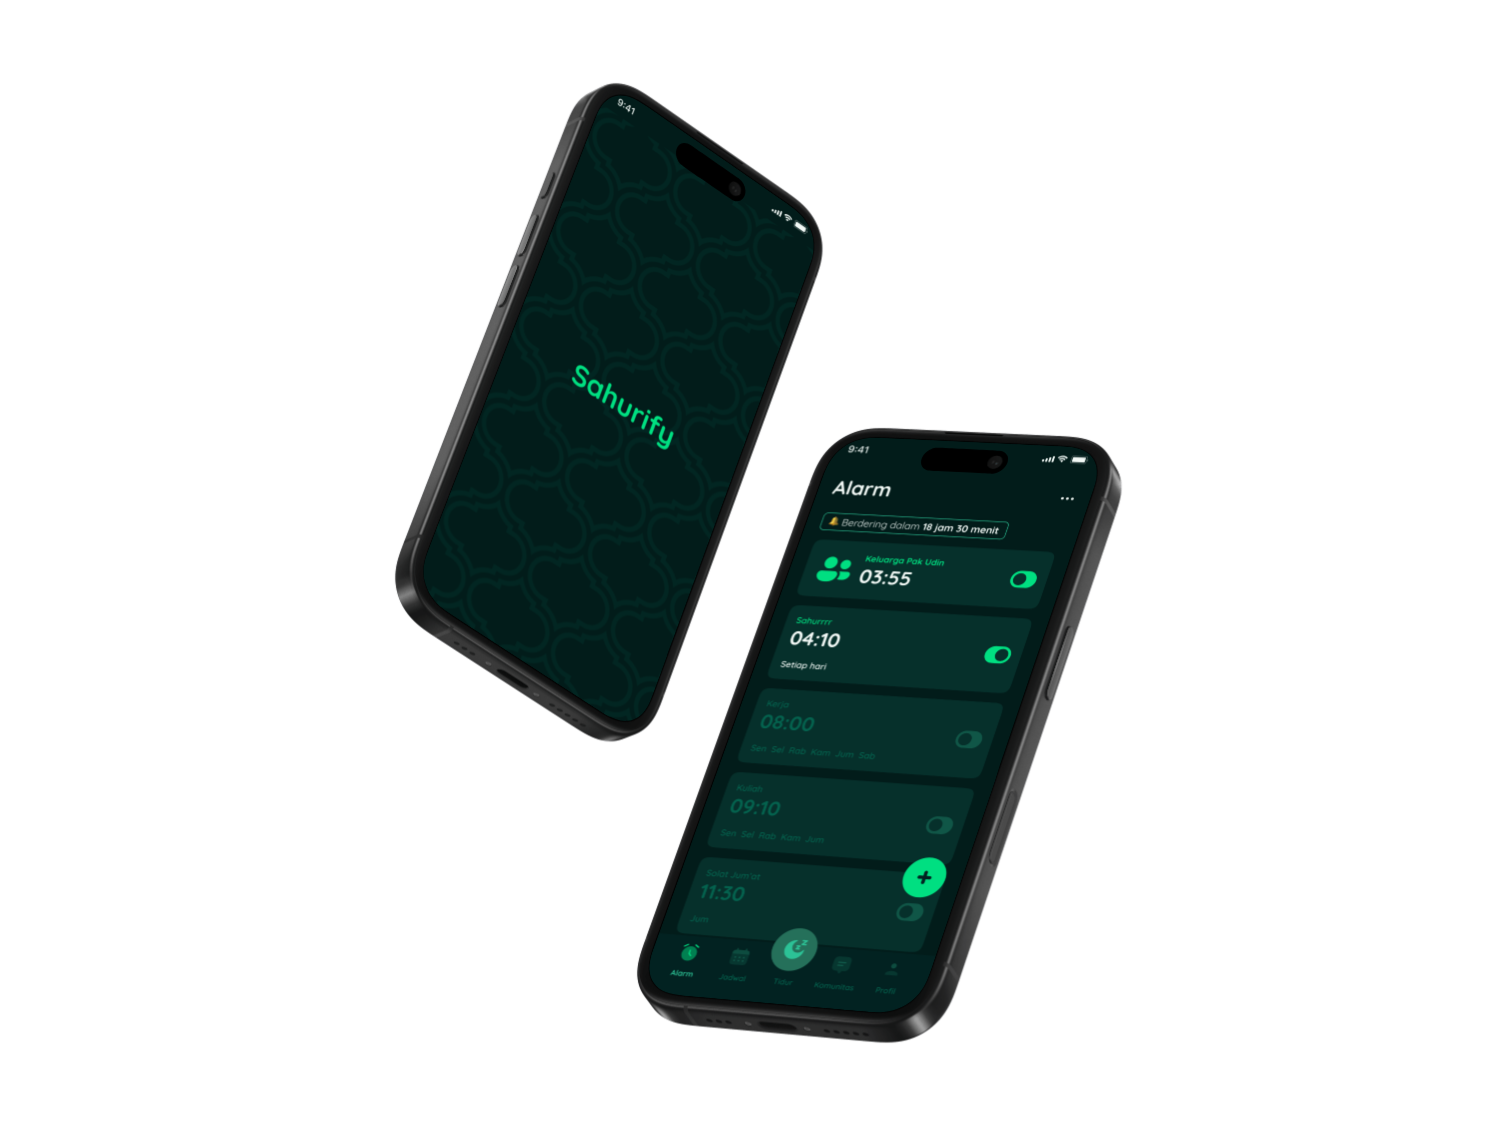 9:41
Sahurify
9:41
Alarm
Berdering dalam 18 jam 30 menit
Keluarga Pak Udin
03:55
Sahurrrr
04:10
Setiap hari
Kerja
08:00
Sen Sel Rab Kam Jum Sab
Kuliah
09:10
Sen Sel Rab Kam Jum
Salat Jum'at
11:30
Jum
Alarm Jadwal Tidur Komunitas Profil